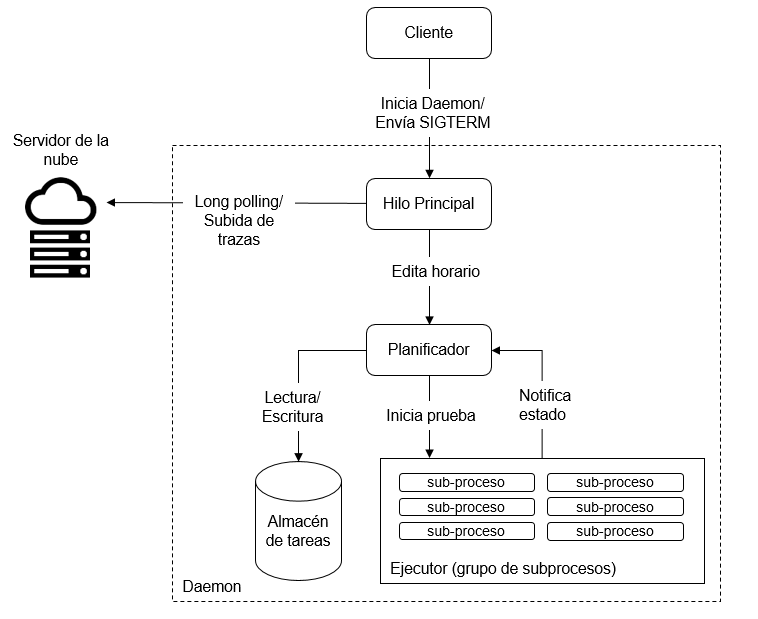 Cliente
Inicia Daemon/
Envía SIGTERM
Servidor de la
nube
Long polling/
Subida de
trazas
Hilo Principal
Edita horario
Planificador
Lectura/
Escritura
Inicia prueba
Notifica
estado
sub-proceso
sub-proceso
sub-proceso
sub-proceso
sub-proceso
sub-proceso
Almacén
de tareas
Ejecutor (grupo de subprocesos)
Daemon